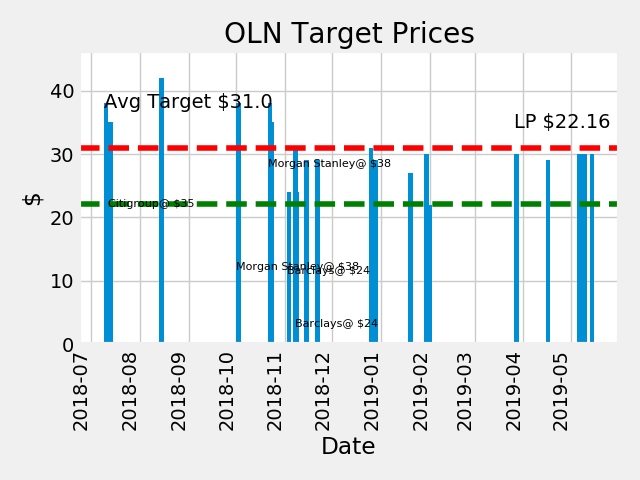 OLN Target Prices
Avg Target $31.0
LP $22.16
Morgan Stanley@ $38
Citigroup@ $35
Morgan Stanley@ $38
Barclays@ $24
Barclays@ $24
$
40
30
20
10
0
2018-07
2018-08
2018-09
2018-10
2018-11
2018-12
2019-01
2019-02
2019-03
2019-04
2019-05
Date